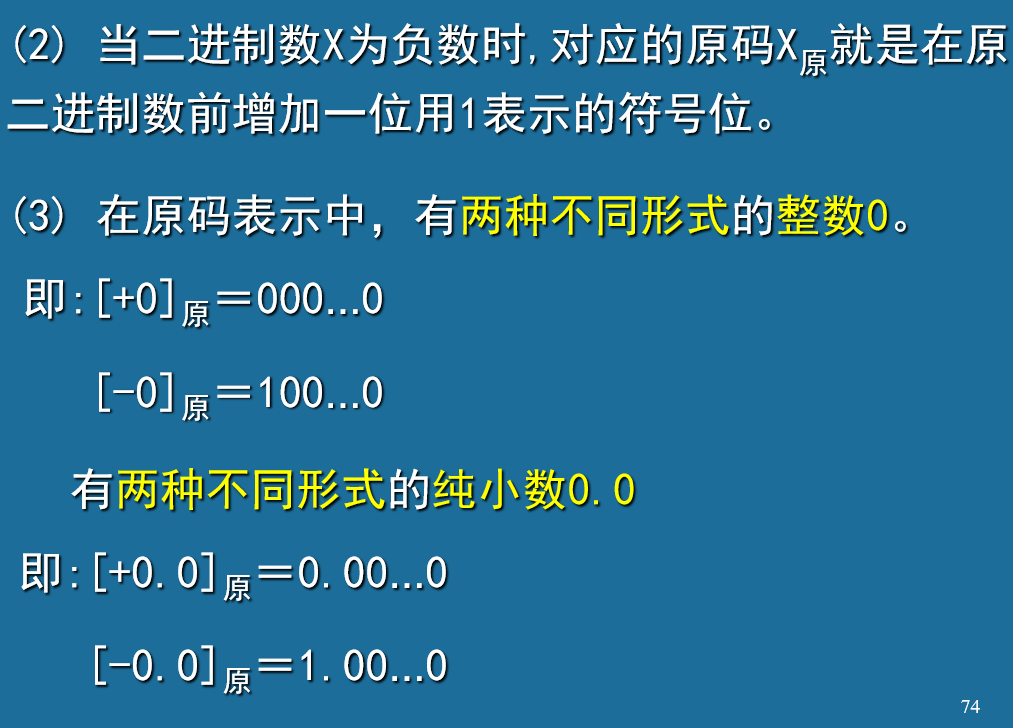 (2) 当二进制数X为负数时,对应的原码X原就是在原
二进制数前增加一位用1表示的符号位。
(3) 在原码表示中，有两种不同形式的整数0。
即:[+0]原＝000…0
[-0]原＝100…0
有两种不同形式的纯小数0.0
即:[+0.0]原＝0.00…0
[-0.0]原＝1.00…0
74